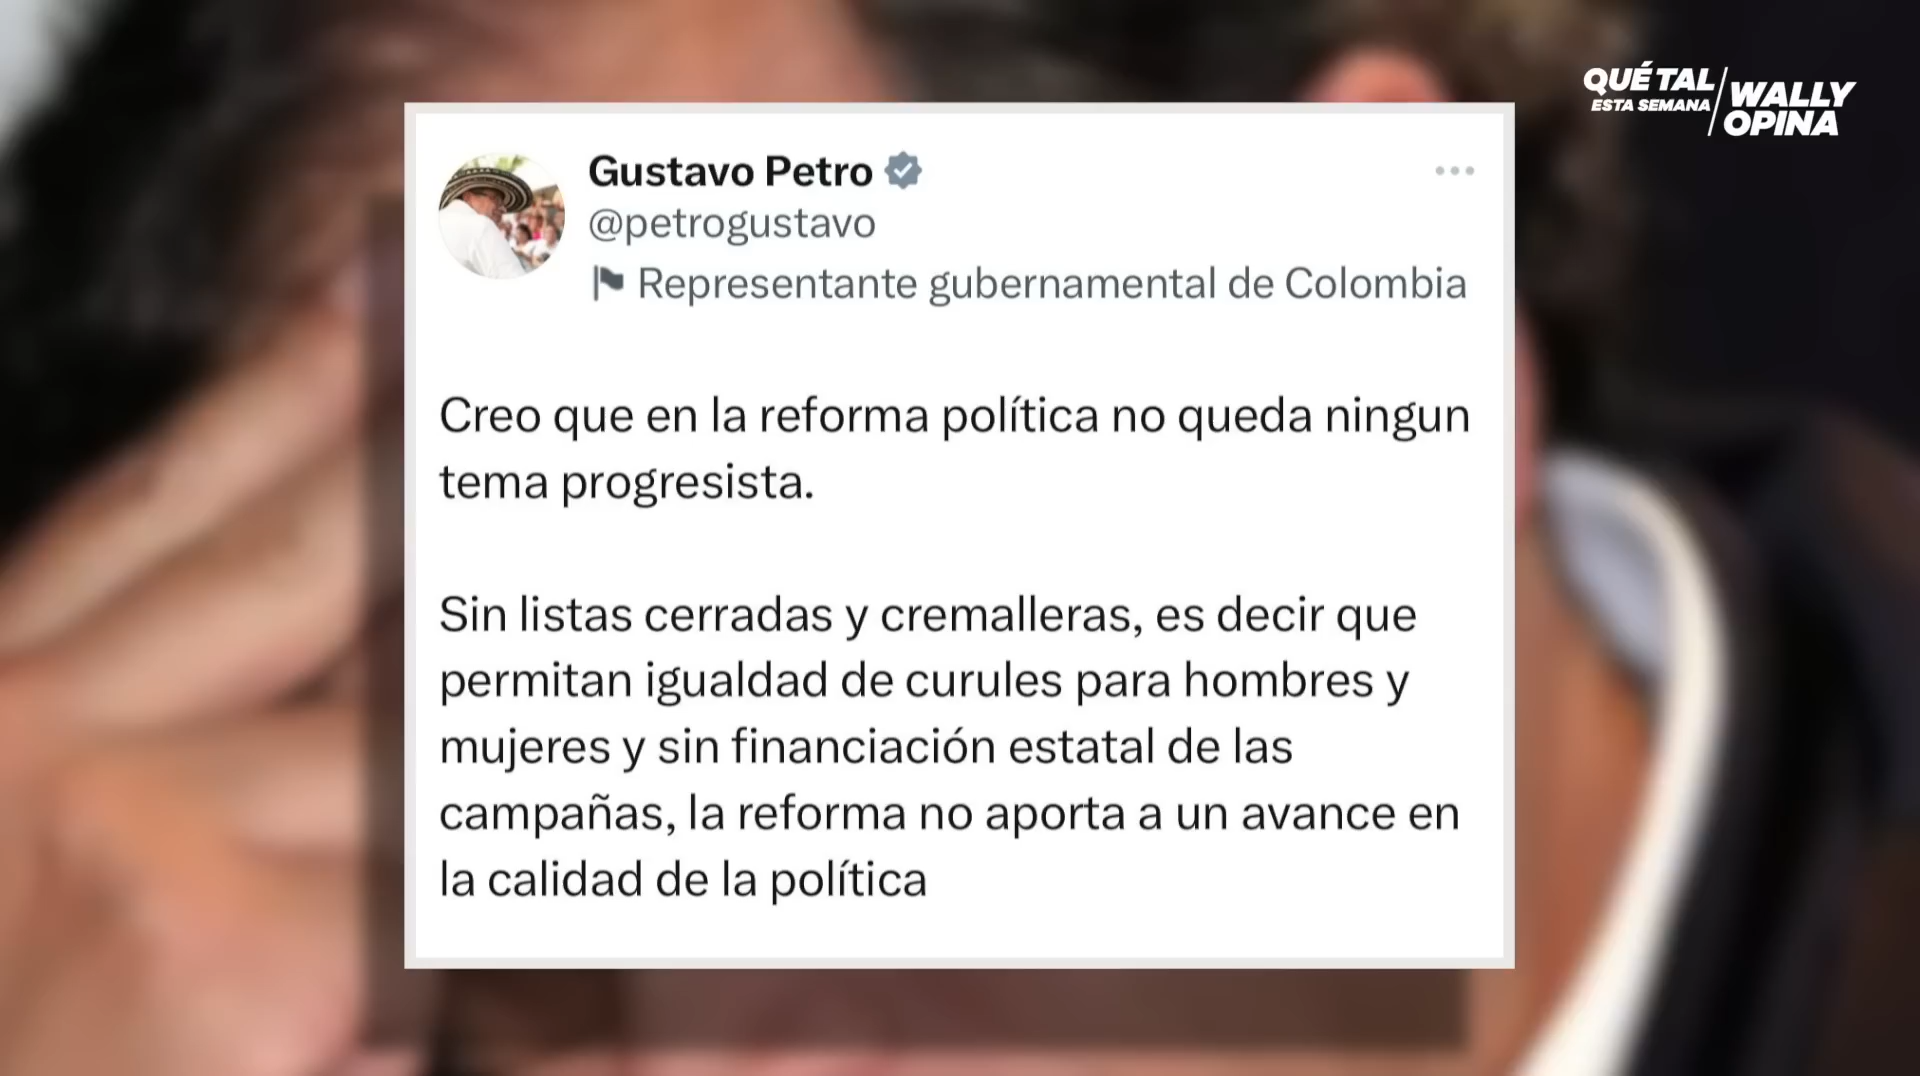 QUÉ TAL
ESTA SEMANA
WALLY
OPINA
Gustavo Petro
@petrogustavo
Representante gubernamental de Colombia
Creo que en la reforma política no queda ningun
tema progresista.
Sin listas cerradas y cremalleras, es decir que
permitan igualdad de curules para hombres y
mujeres y sin financiación estatal de las
campañas, la reforma no aporta a un avance en
la calidad de la política